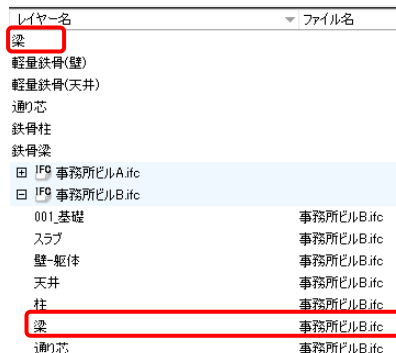 レイヤー名 ファイル名
梁
軽量鉄骨(壁)
軽量鉄骨(天井)
通り芯
鉄骨柱
鉄骨梁
IFC 事務所ビルA.ifc
IFC 事務所ビルB.ifc
001_基礎 事務所ビルB.ifc
スラブ 事務所ビルB.ifc
壁-躯体 事務所ビルB.ifc
天井 事務所ビルB.ifc
柱 事務所ビルB.ifc
梁 事務所ビルB.ifc
通り芯 事務所ビルB.ifc